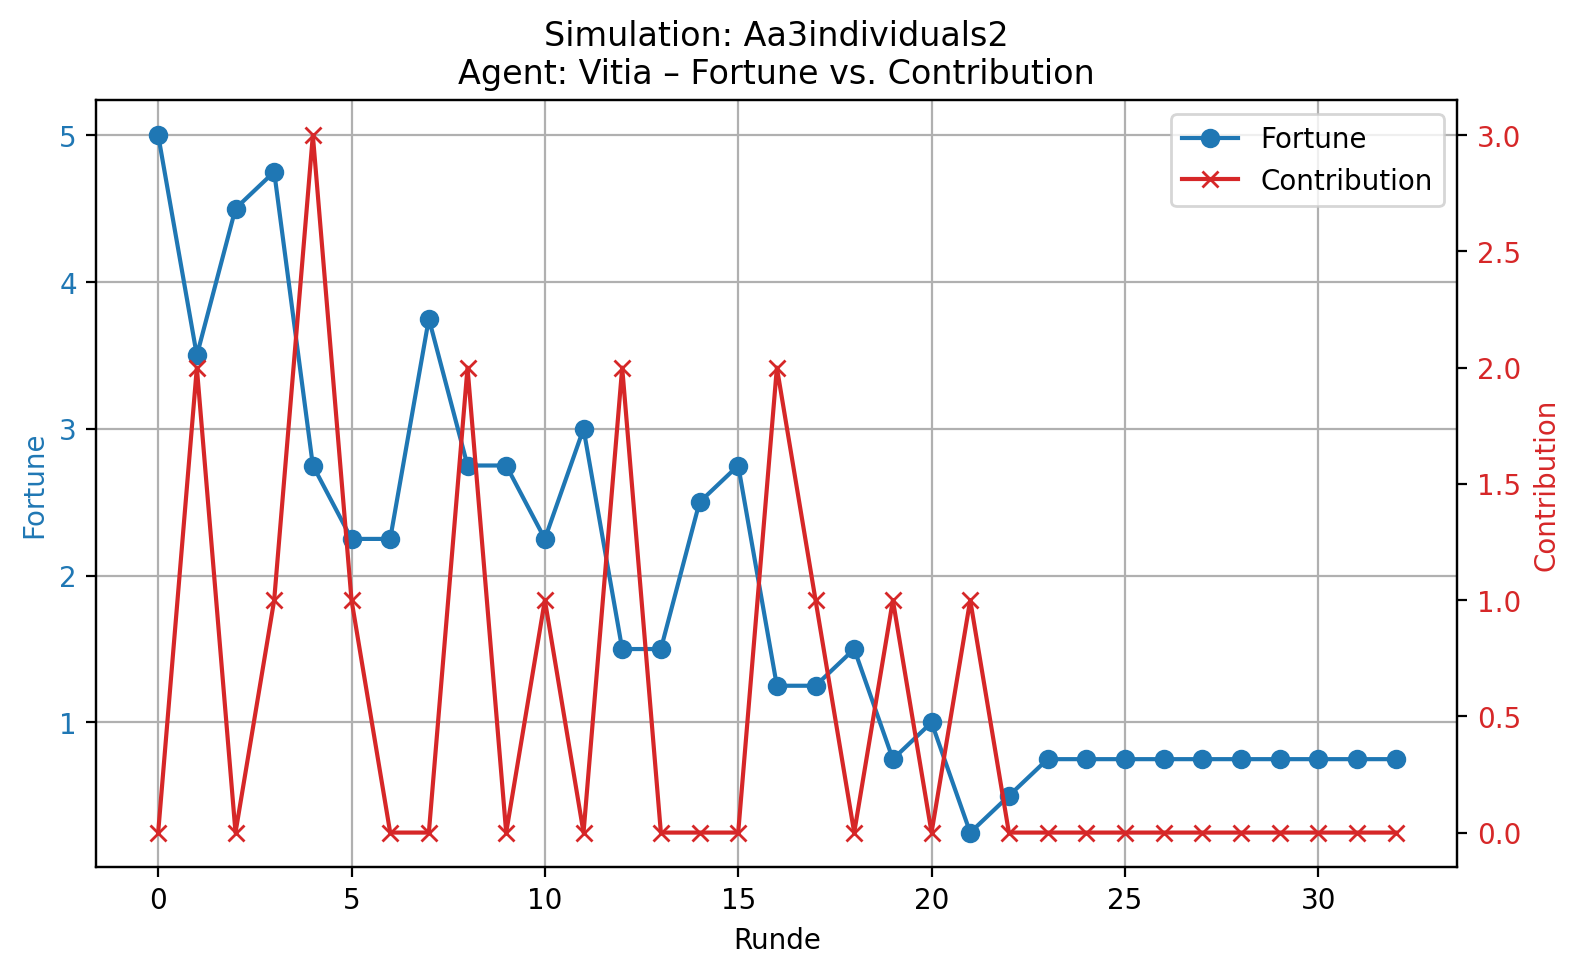 Simulation: Aa3individuals2
Agent: Vitia – Fortune vs. Contribution
Fortune
Contribution
5
4
3
2
1
Fortune
3.0
2.5
2.0
1.5
1.0
0.5
0.0
Contribution
0 5 10 15 20 25 30
Runde